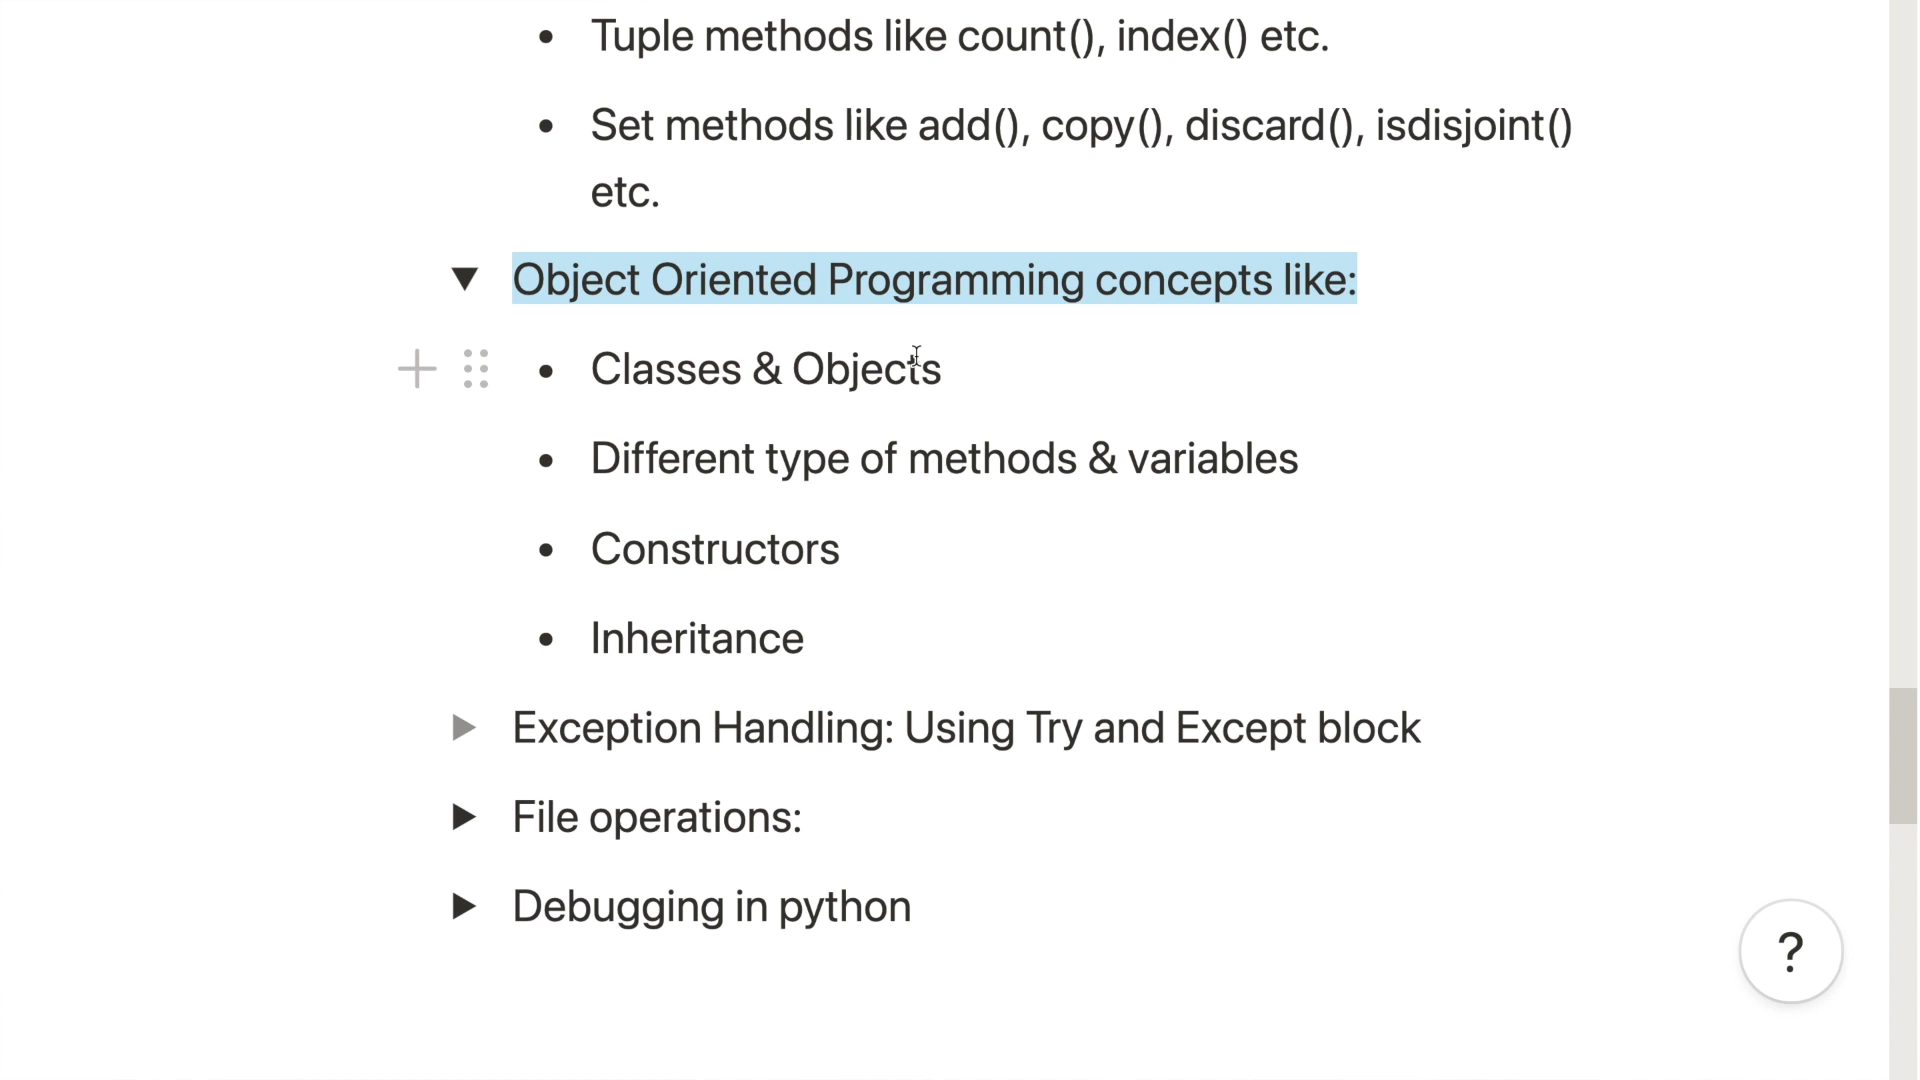 • Tuple methods like count(), index() etc.
• Set methods like add(), copy(), discard(), isdisjoint()
etc.
▼ Object Oriented Programming concepts like:
• Classes & Objects
• Different type of methods & variables
• Constructors
• Inheritance
▶ Exception Handling: Using Try and Except block
▶ File operations:
▶ Debugging in python
?